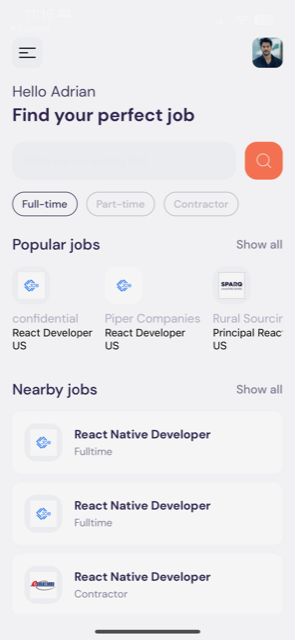 Hello Adrian
Find your perfect job
Full-time
Part-time
Contractor
Popular jobs
Show all
confidential
React Developer
US
Piper Companies
React Developer
US
SPARQ
Rural Sourcin
Principal Reac
US
Nearby jobs
Show all
React Native Developer
Fulltime
React Native Developer
Fulltime
React Native Developer
Contractor